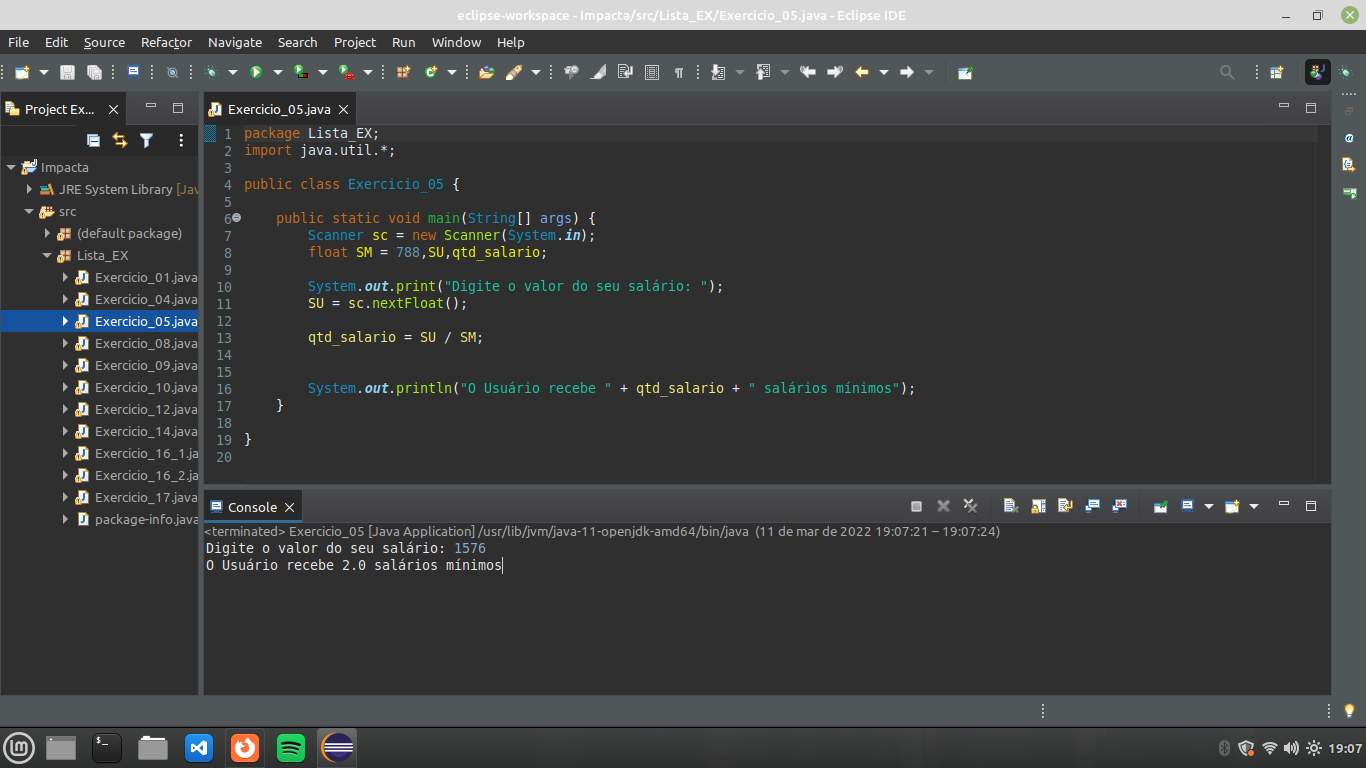 eclipse-workspace - Impacta/src/Lista_EX/Exercicio_05.java - Eclipse IDE
File Edit Source Refactor Navigate Search Project Run Window Help
Project Ex...
Impacta
JRE System Library [Jav
src
(default package)
Lista_EX
Exercicio_01.java
Exercicio_04.java
Exercicio_05.java
Exercicio_08.java
Exercicio_09.java
Exercicio_10.java
Exercicio_12.java
Exercicio_14.java
Exercicio_16_1.ja
Exercicio_16_2.ja
Exercicio_17.java
package-info.java
Exercicio_05.java
1 package Lista_EX;
2 import java.util.*;
3
4 public class Exercicio_05 {
5
6 public static void main(String[] args) {
7 Scanner sc = new Scanner(System.in);
8 float SM = 788,SU,qtd_salario;
9
10 System.out.print("Digite o valor do seu salário: ");
11 SU = sc.nextFloat();
12
13 qtd_salario = SU / SM;
14
15
16 System.out.println("O Usuário recebe " + qtd_salario + " salários mínimos");
17 }
18
19 }
20
Console
<terminated> Exercicio_05 [Java Application] /usr/lib/jvm/java-11-openjdk-amd64/bin/java (11 de mar de 2022 19:07:21 – 19:07:24)
Digite o valor do seu salário: 1576
O Usuário recebe 2.0 salários mínimos
19:07